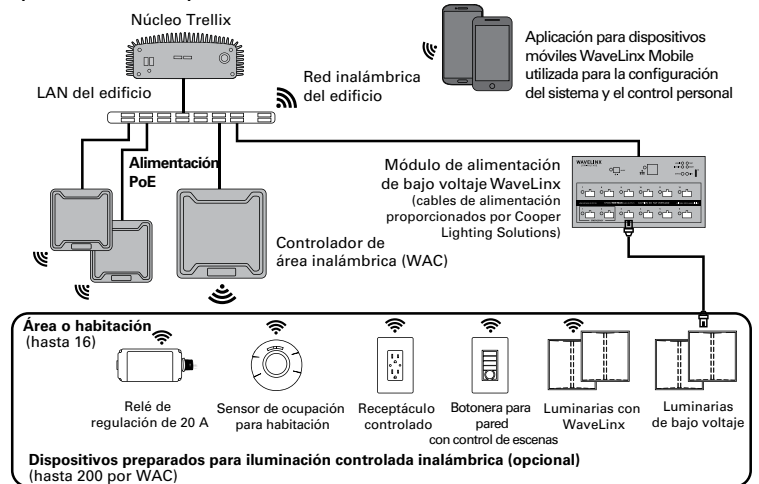 Núcleo Trellix
LAN del edificio
Red inalámbrica
del edificio
Aplicación para dispositivos
móviles WaveLinx Mobile
utilizada para la configuración
del sistema y el control personal
Alimentación
PoE
Controlador de
área inalámbrica (WAC)
Módulo de alimentación
de bajo voltaje WaveLinx
(cables de alimentación
proporcionados por Cooper
Lighting Solutions)
WAVELINX
Área o habitación
(hasta 16)
Relé de
regulación de 20 A
Sensor de ocupación
para habitación
Receptáculo
controlado
Botonera para
pared
con control de escenas
Luminarias con
WaveLinx
Luminarias
de bajo voltaje
Dispositivos preparados para iluminación controlada inalámbrica (opcional)
(hasta 200 por WAC)